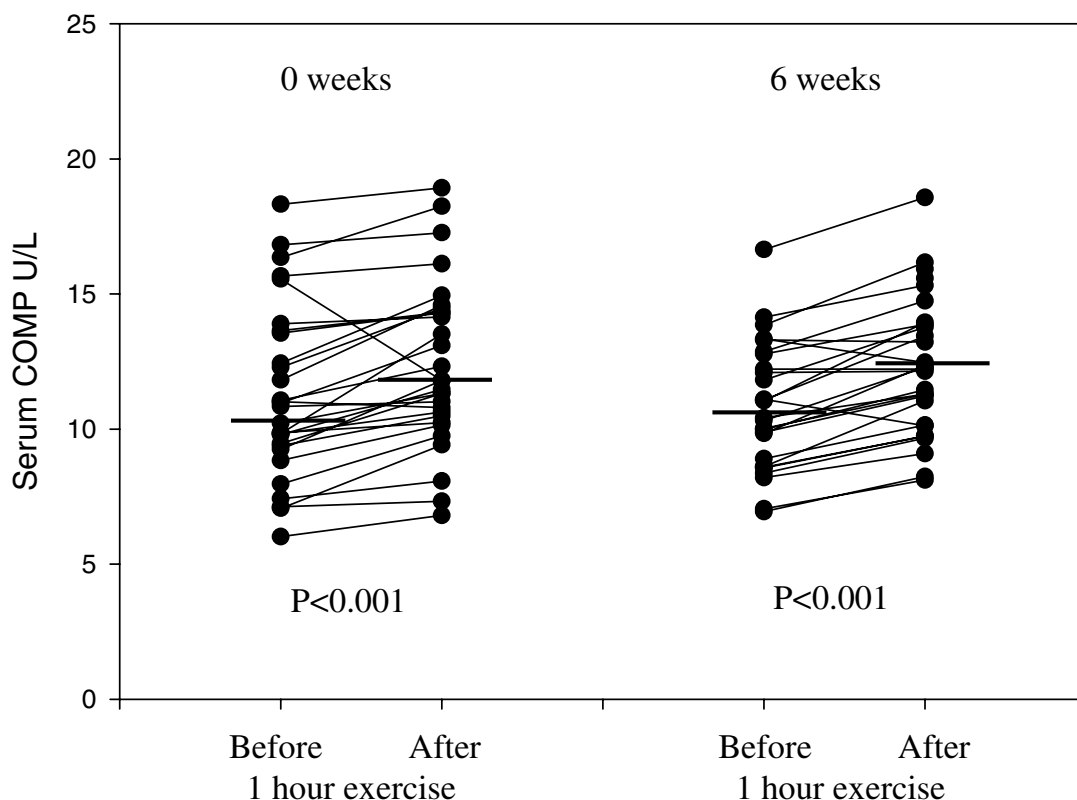 25
20
15
10
5
0
Serum COMP U/L
0 weeks
6 weeks
P<0.001
P<0.001
Before
After
Before
After
1 hour exercise
1 hour exercise